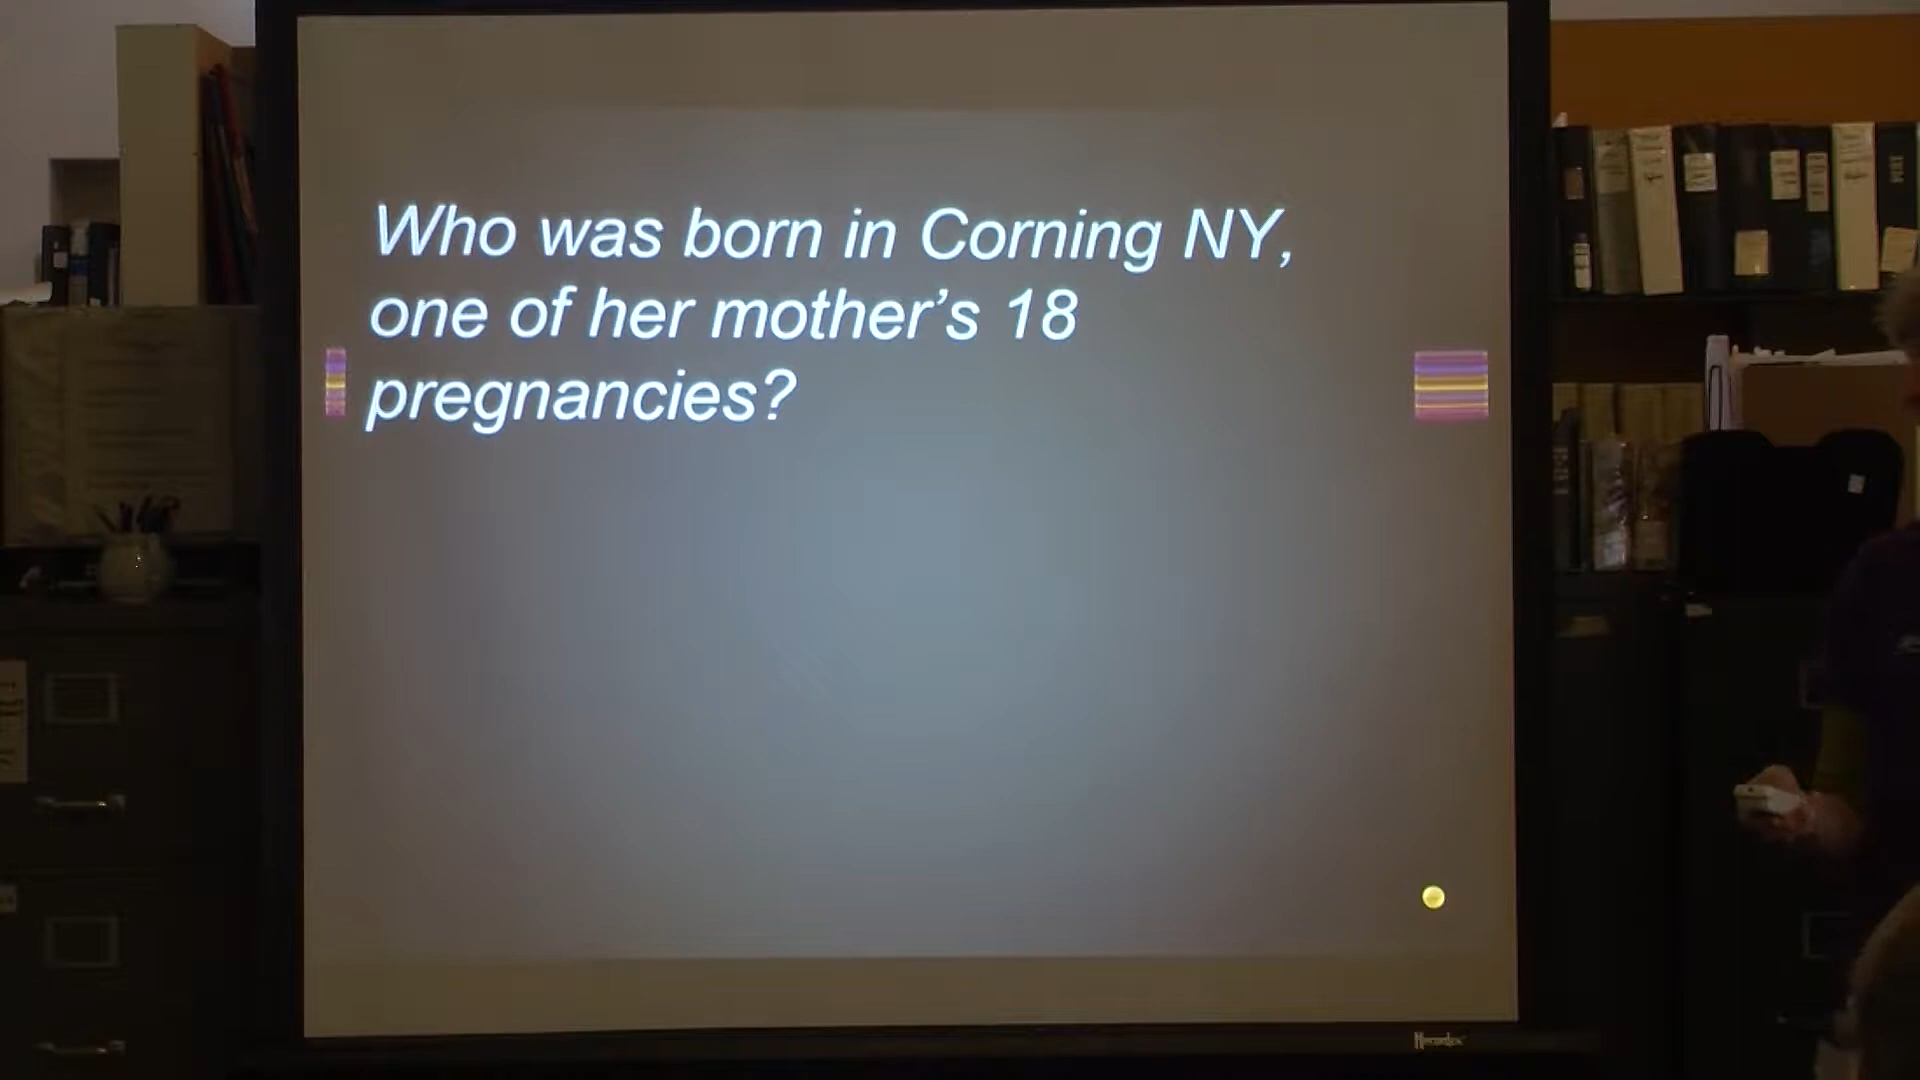 Who was born in Corning NY,
one of her mother's 18
pregnancies?